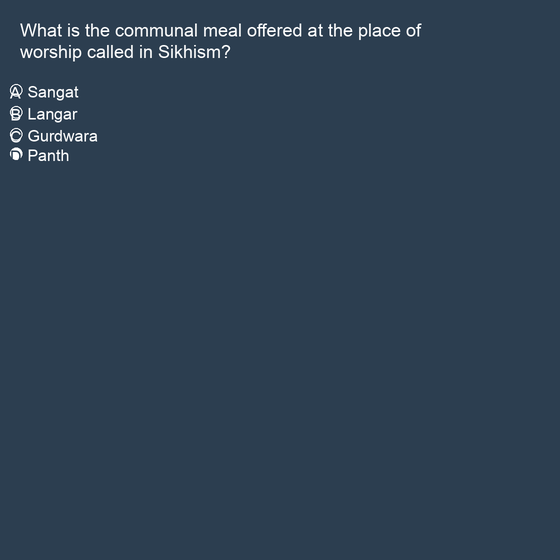 What is the communal meal offered at the place of
worship called in Sikhism?
A Sangat
B Langar
C Gurdwara
D Panth